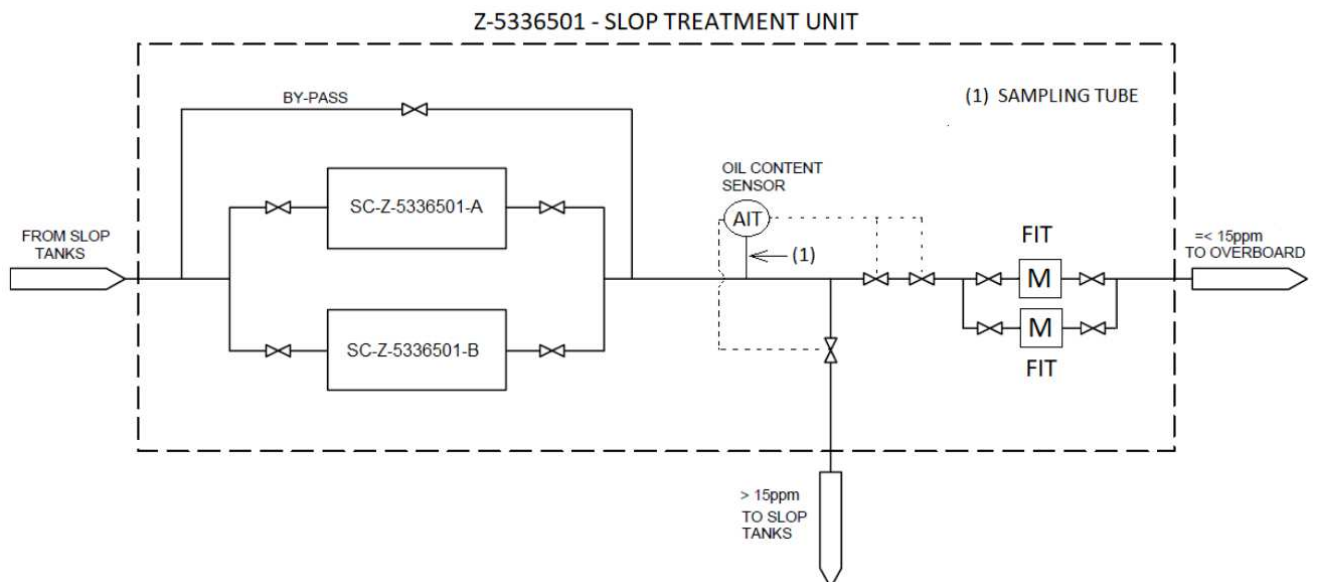 Z-5336501 - SLOP TREATMENT UNIT
BY-PASS
(1) SAMPLING TUBE
OIL CONTENT
SENSOR
SC-Z-5336501-A
AIT
FROM SLOP
TANKS
(1)
FIT
=< 15ppm
TO OVERBOARD
M
SC-Z-5336501-B
M
FIT
> 15ppm
TO SLOP
TANKS